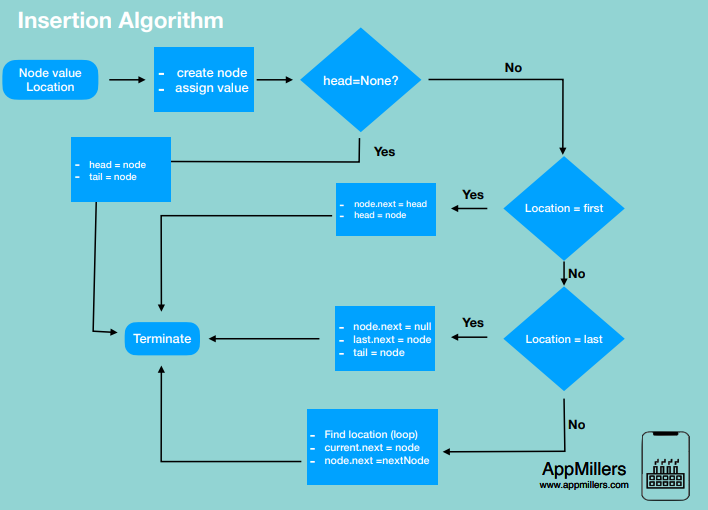 Insertion Algorithm
Node value
Location
- create node
- assign value
head=None?
No
Yes
- head = node
- tail = node
- node.next = head
- head = node
Yes
Location = first
No
Terminate
- node.next = null
- last.next = node
- tail = node
Yes
Location = last
No
- Find location (loop)
- current.next = node
- node.next =nextNode
AppMillers
www.appmillers.com